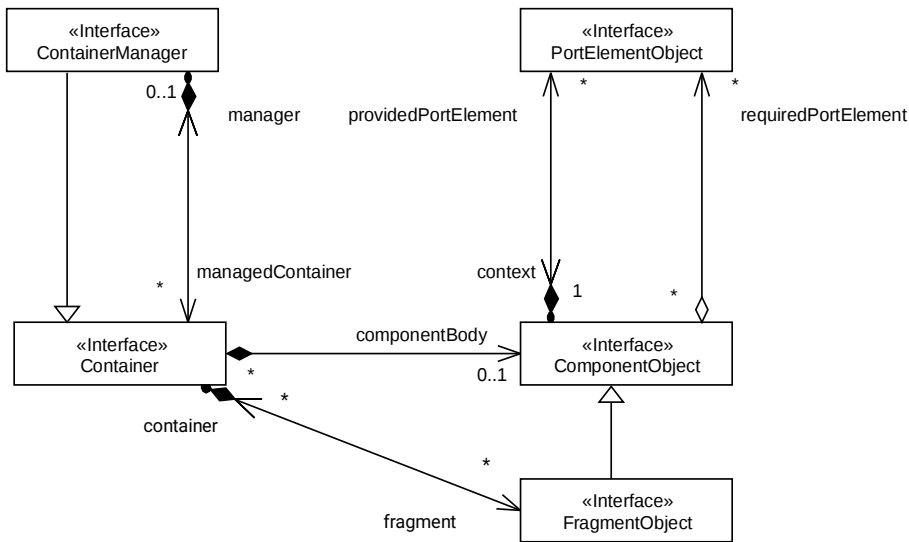 «Interface»
ContainerManager
«Interface»
PortElementObject
0..1
*
*
manager
providedPortElement
requiredPortElement
managedContainer
context
*
1
*
«Interface»
Container
componentBody
*
0..1
«Interface»
ComponentObject
container
*
*
fragment
«Interface»
FragmentObject